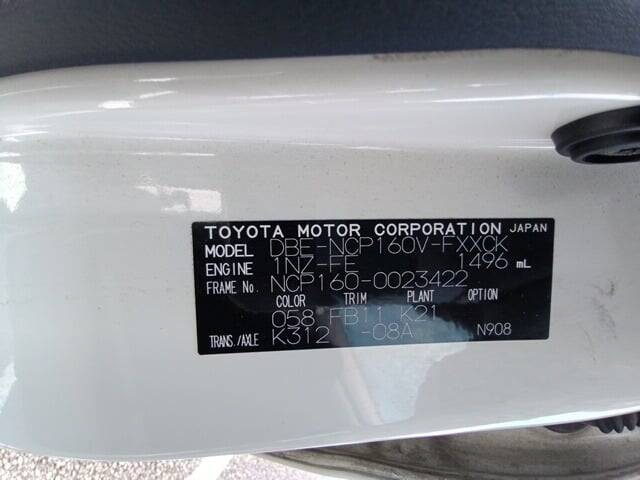 TOYOTA MOTOR CORPORATION JAPAN
MODEL DBE-NCP160V-FXXCK
ENGINE 1NZ-FE 1496 mL
FRAME No. NCP160-0023422
COLOR TRIM PLANT OPTION
058 FB11 K21
TRANS./AXLE K312 -08A N908